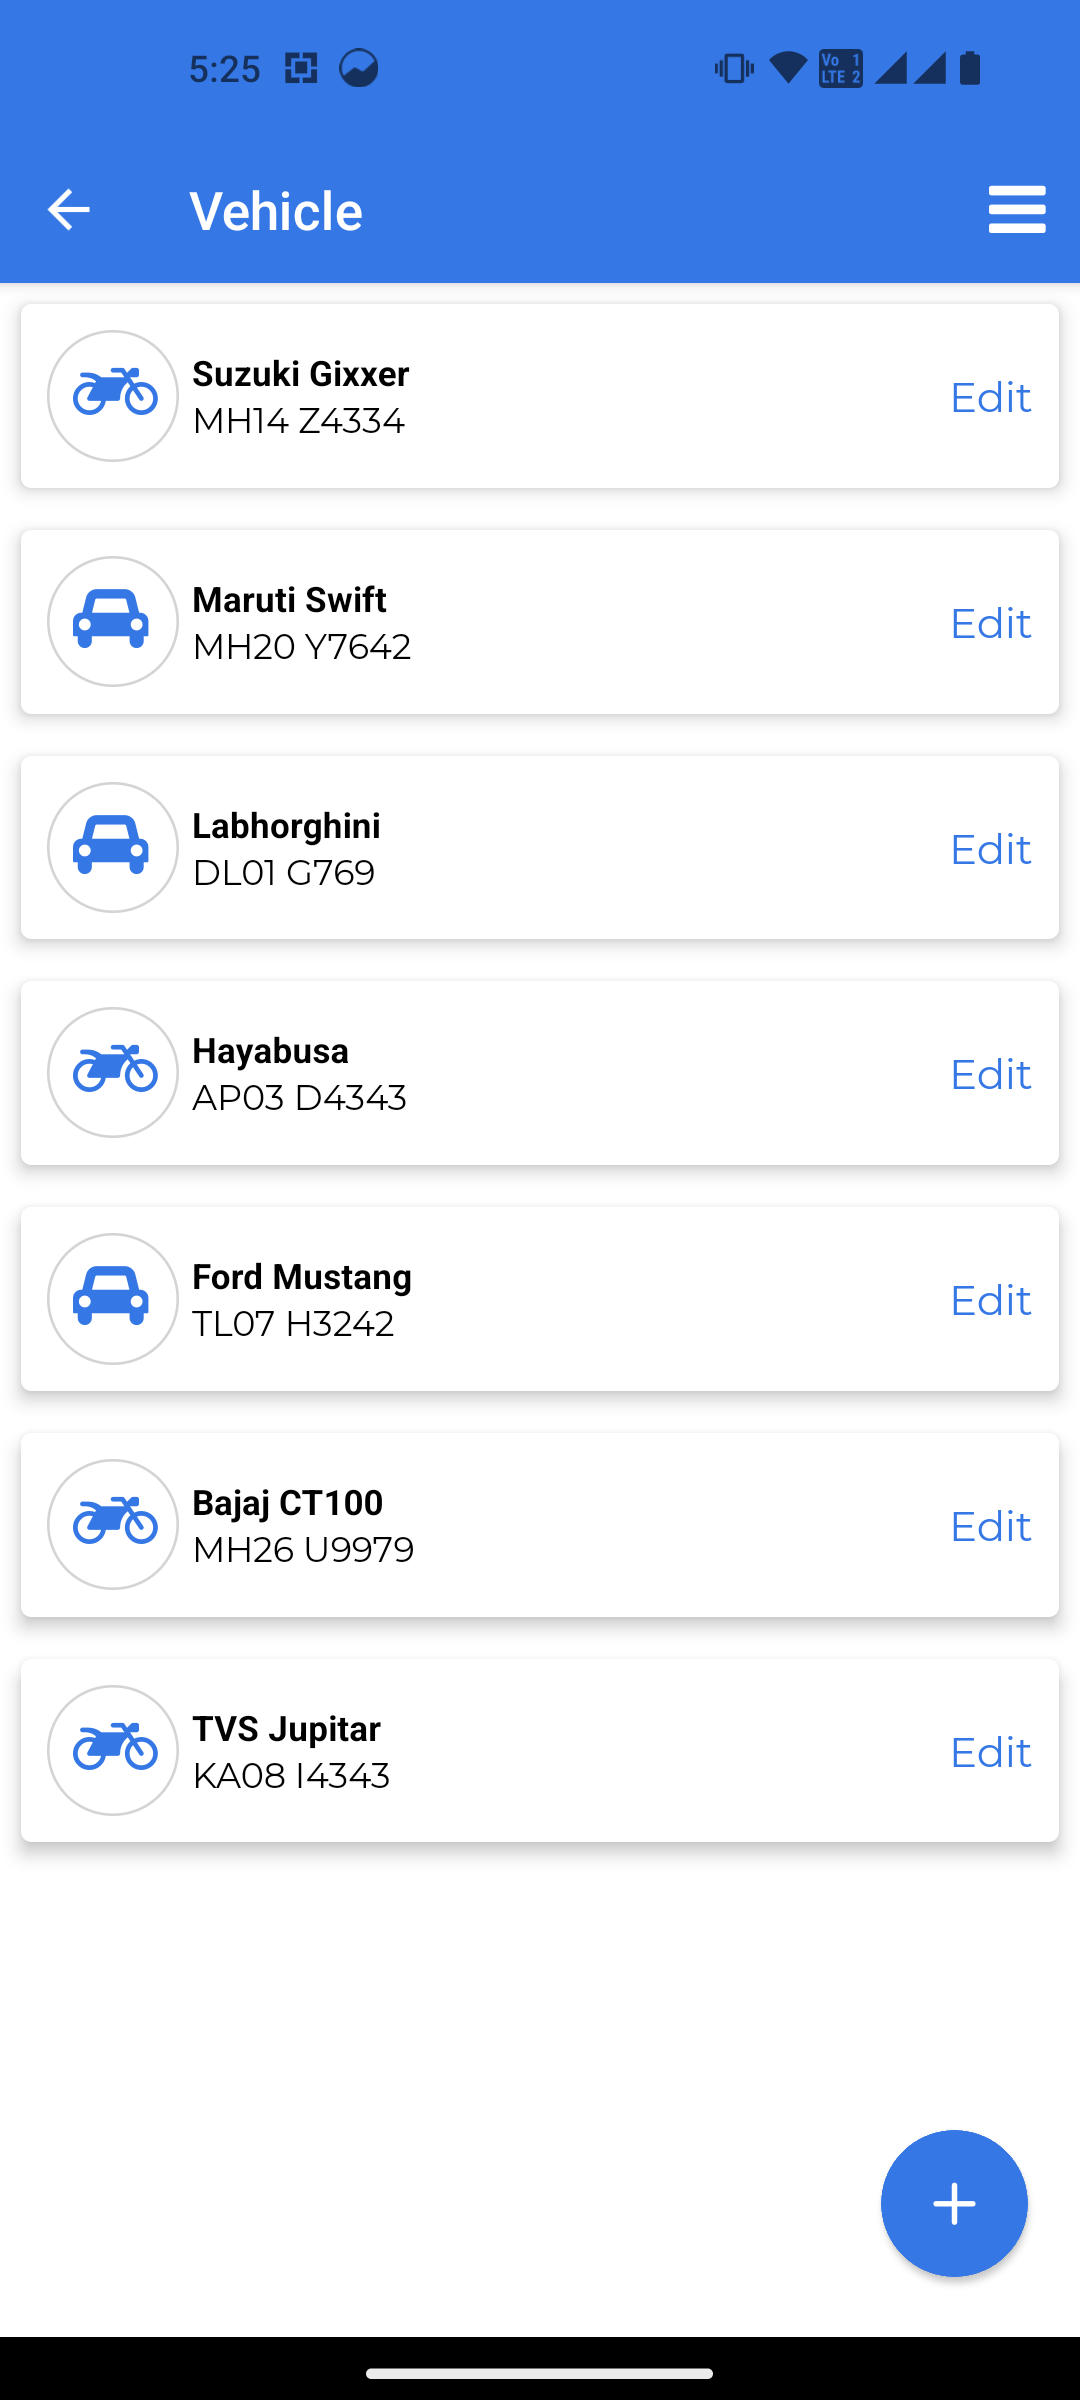 5:25
Vo 1
LTE 2
Vehicle
Suzuki Gixxer
MH14 Z4334
Edit
Maruti Swift
MH20 Y7642
Edit
Labhorghini
DL01 G769
Edit
Hayabusa
AP03 D4343
Edit
Ford Mustang
TL07 H3242
Edit
Bajaj CT100
MH26 U9979
Edit
TVS Jupitar
KA08 I4343
Edit